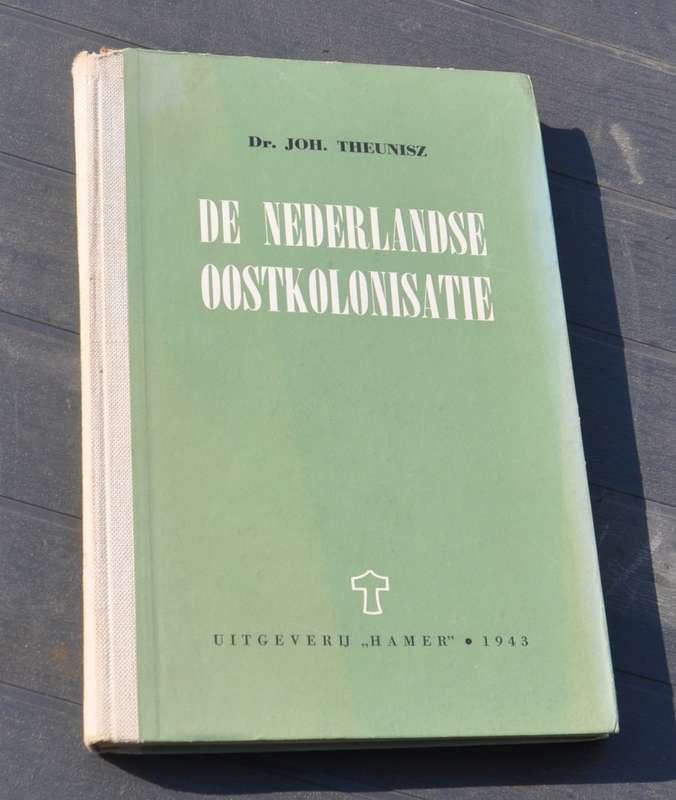 Dr. JOH. THEUNISZ
DE NEDERLANDSE
OOSTKOLONISATIE
UITGEVERIJ „HAMER” • 1943